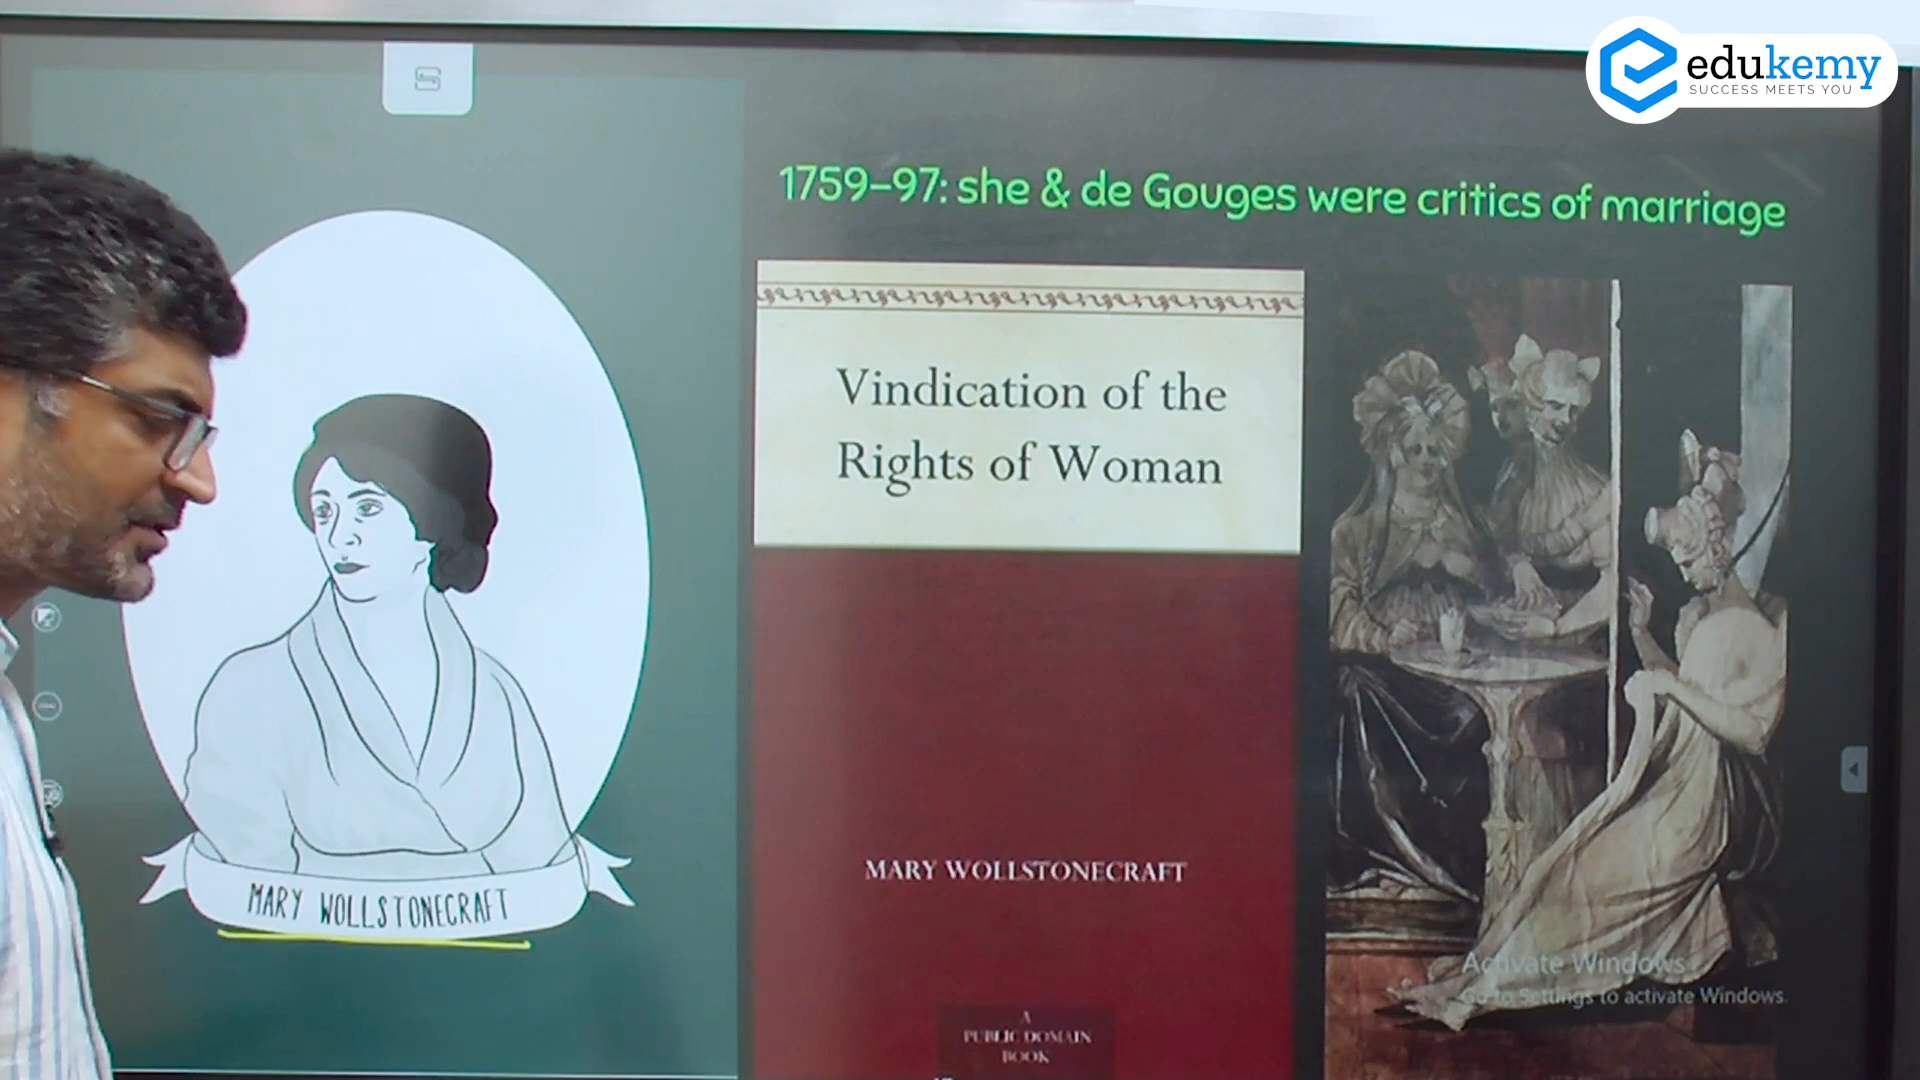 edukemy
SUCCESS MEETS YOU
1759–97: she & de Gouges were critics of marriage
Vindication of the
Rights of Woman
MARY WOLLSTONECRAFT
MARY WOLLSTONECRAFT
A
PUBLIC DOMAIN
BOOK
Activate Windows
Go to Settings to activate Windows.